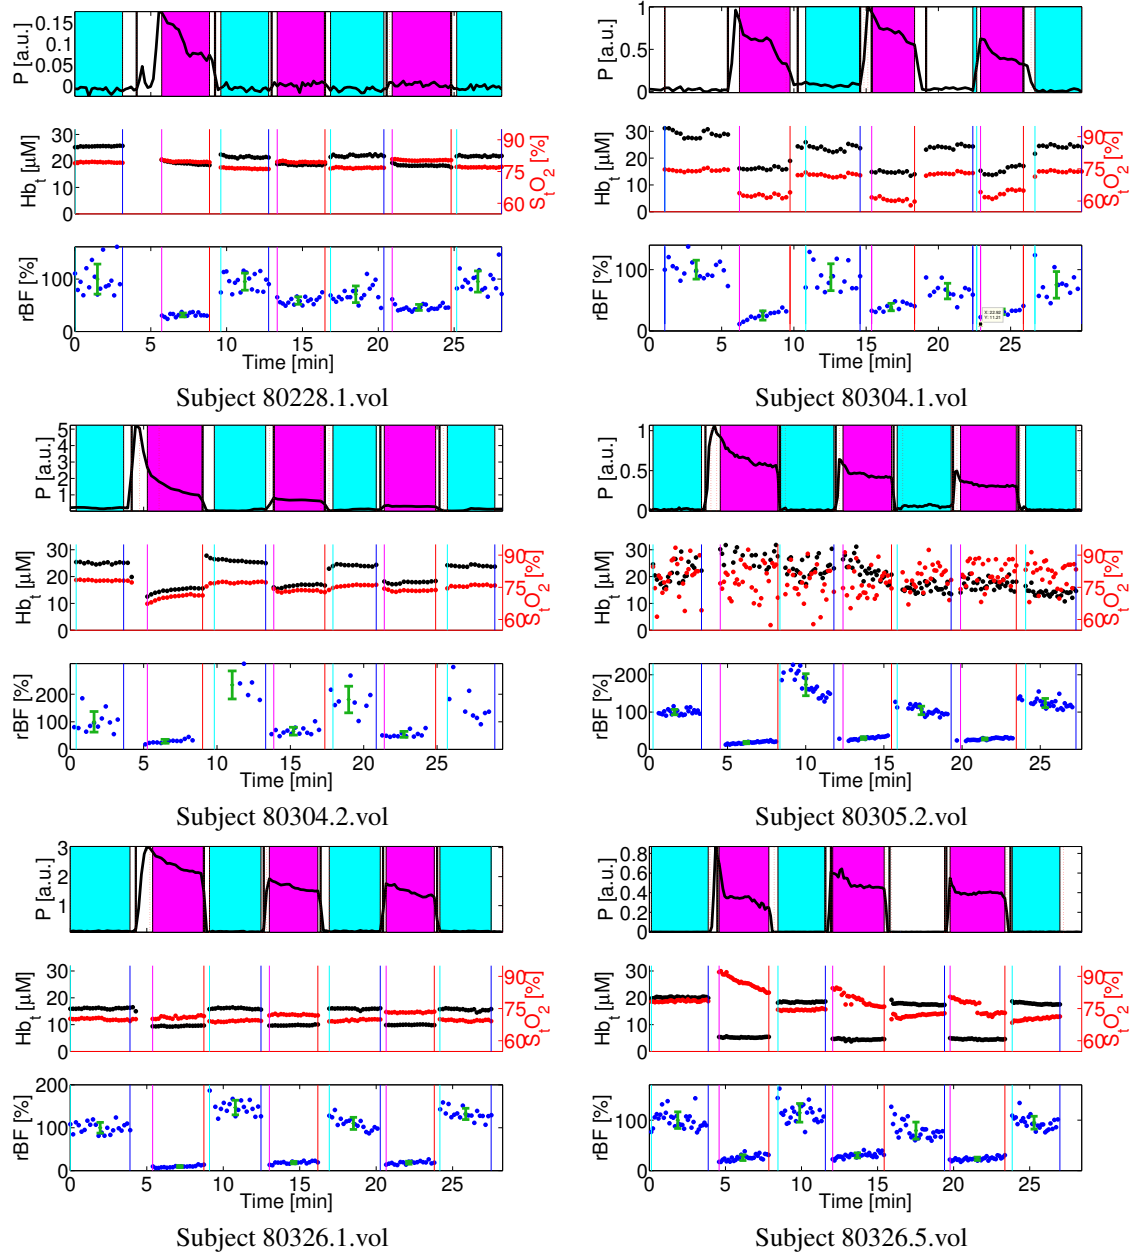 P [a.u.]
0.15
0.1
0.05
0
Hb_t [µM]
30
20
10
0
90
75
60
S_tO_2 [%]
rBF [%]
100
0
0 5 10 15 20 25
Time [min]
Subject 80228.1.vol
P [a.u.]
1
0.5
0
Hb_t [µM]
30
20
10
0
90
75
60
S_tO_2 [%]
rBF [%]
100
0
X: 22.92
Y: 11.21
0 5 10 15 20 25
Time [min]
Subject 80304.1.vol
P [a.u.]
5
4
3
2
1
Hb_t [µM]
30
20
10
0
90
75
60
S_tO_2 [%]
rBF [%]
200
100
0
0 5 10 15 20 25
Time [min]
Subject 80304.2.vol
P [a.u.]
1
0.5
0
Hb_t [µM]
30
20
10
0
90
75
60
S_tO_2 [%]
rBF [%]
200
100
0
0 5 10 15 20 25
Time [min]
Subject 80305.2.vol
P [a.u.]
3
2
1
Hb_t [µM]
30
20
10
0
90
75
60
S_tO_2 [%]
rBF [%]
200
100
0
0 5 10 15 20 25
Time [min]
Subject 80326.1.vol
P [a.u.]
0.8
0.6
0.4
0.2
0
Hb_t [µM]
30
20
10
0
90
75
60
S_tO_2 [%]
rBF [%]
100
0
0 5 10 15 20 25
Time [min]
Subject 80326.5.vol